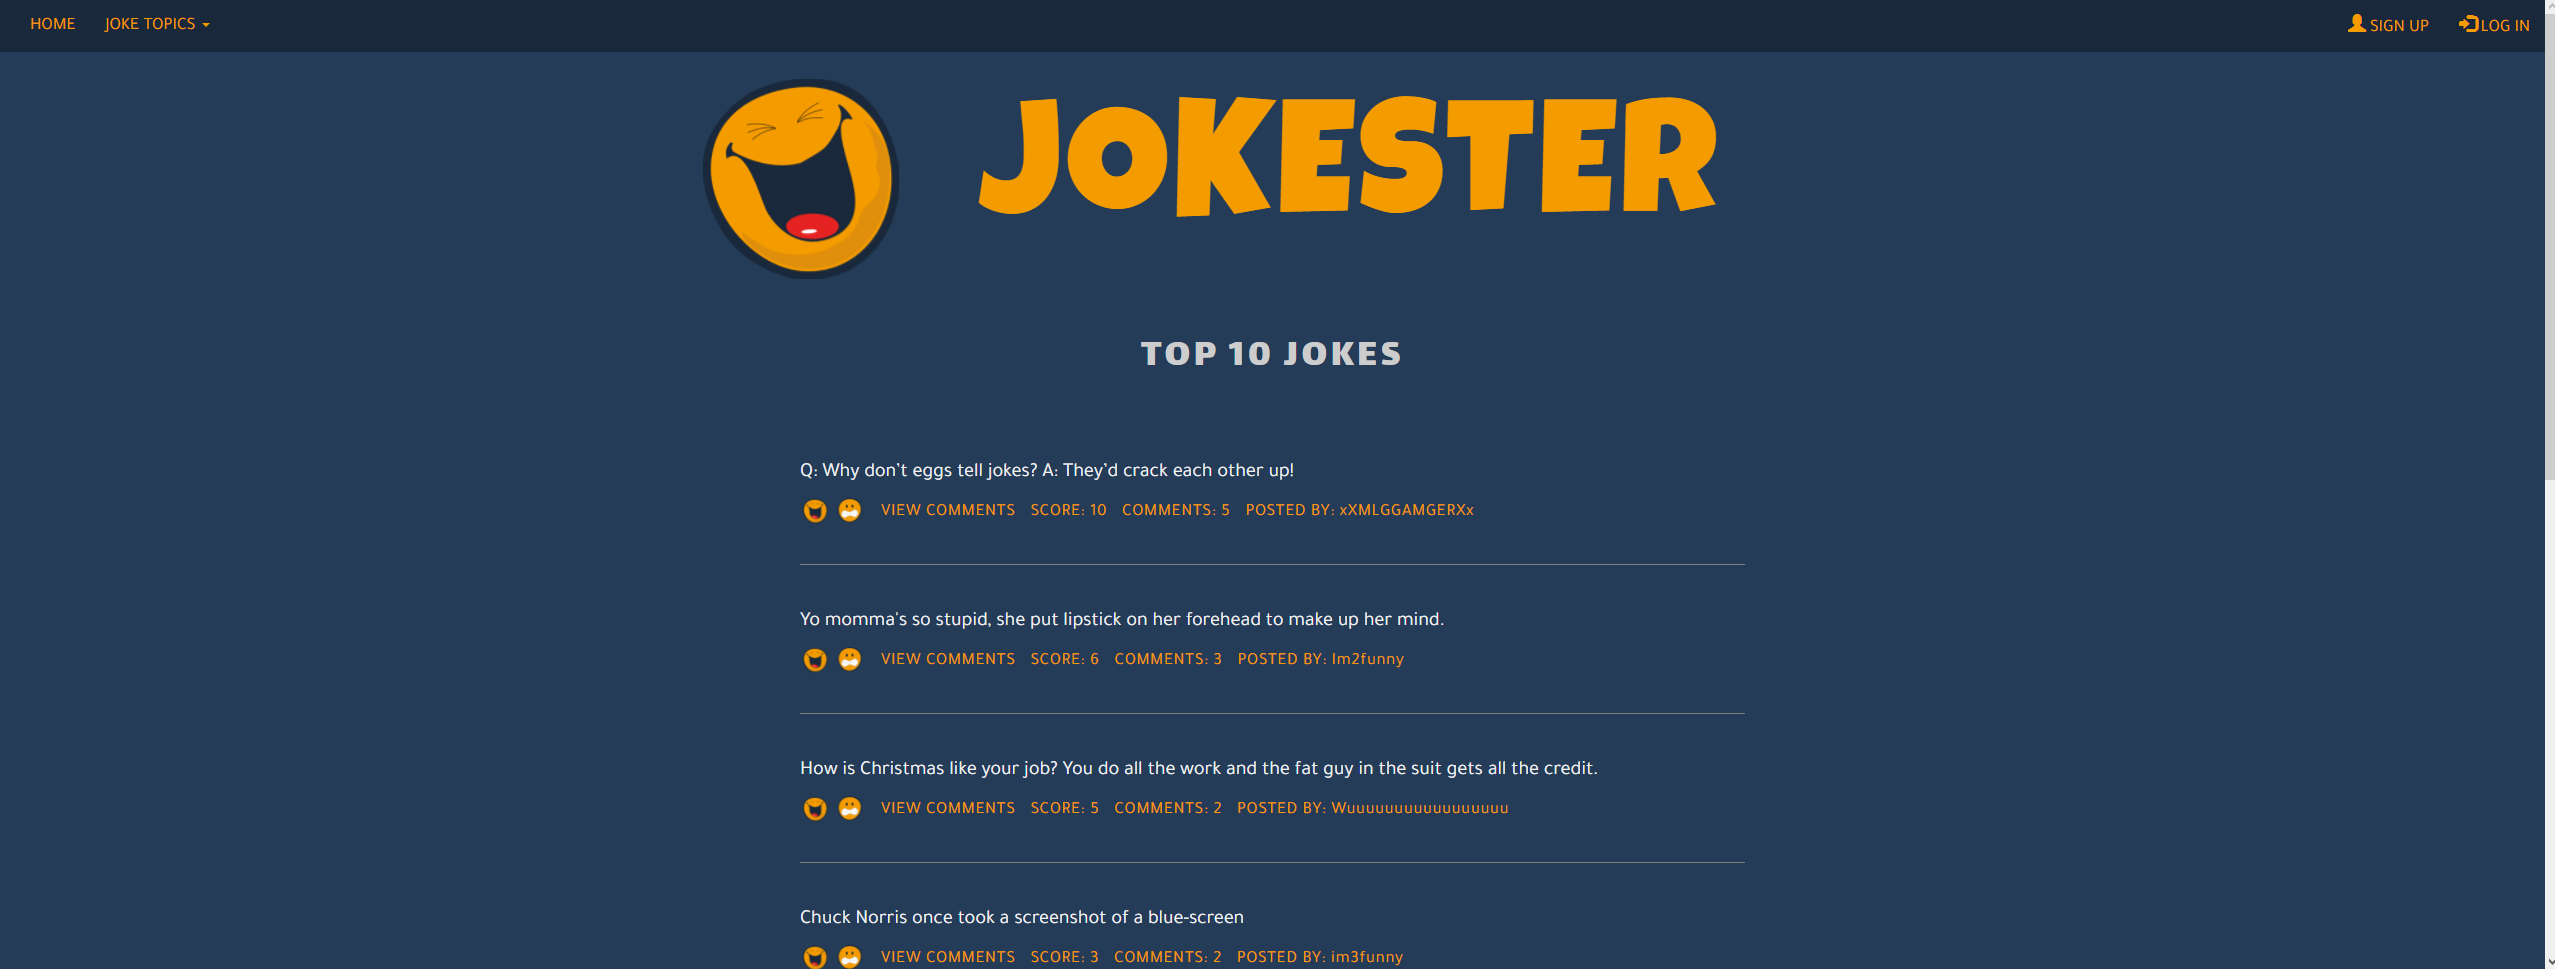 HOME JOKE TOPICS SIGN UP LOG IN
JOKESTER
TOP 10 JOKES
Q: Why don't eggs tell jokes? A: They'd crack each other up!
VIEW COMMENTS SCORE: 10 COMMENTS: 5 POSTED BY: xXMLGGAMGERXx
Yo momma's so stupid, she put lipstick on her forehead to make up her mind.
VIEW COMMENTS SCORE: 6 COMMENTS: 3 POSTED BY: Im2funny
How is Christmas like your job? You do all the work and the fat guy in the suit gets all the credit.
VIEW COMMENTS SCORE: 5 COMMENTS: 2 POSTED BY: Wuuuuuuuuuuuuuuuuu
Chuck Norris once took a screenshot of a blue-screen
VIEW COMMENTS SCORE: 3 COMMENTS: 2 POSTED BY: im3funny